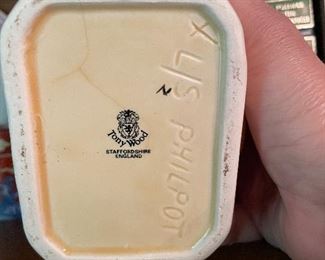 Tony Wood
STAFFORDSHIRE
ENGLAND
X L/S PHILPOT
N